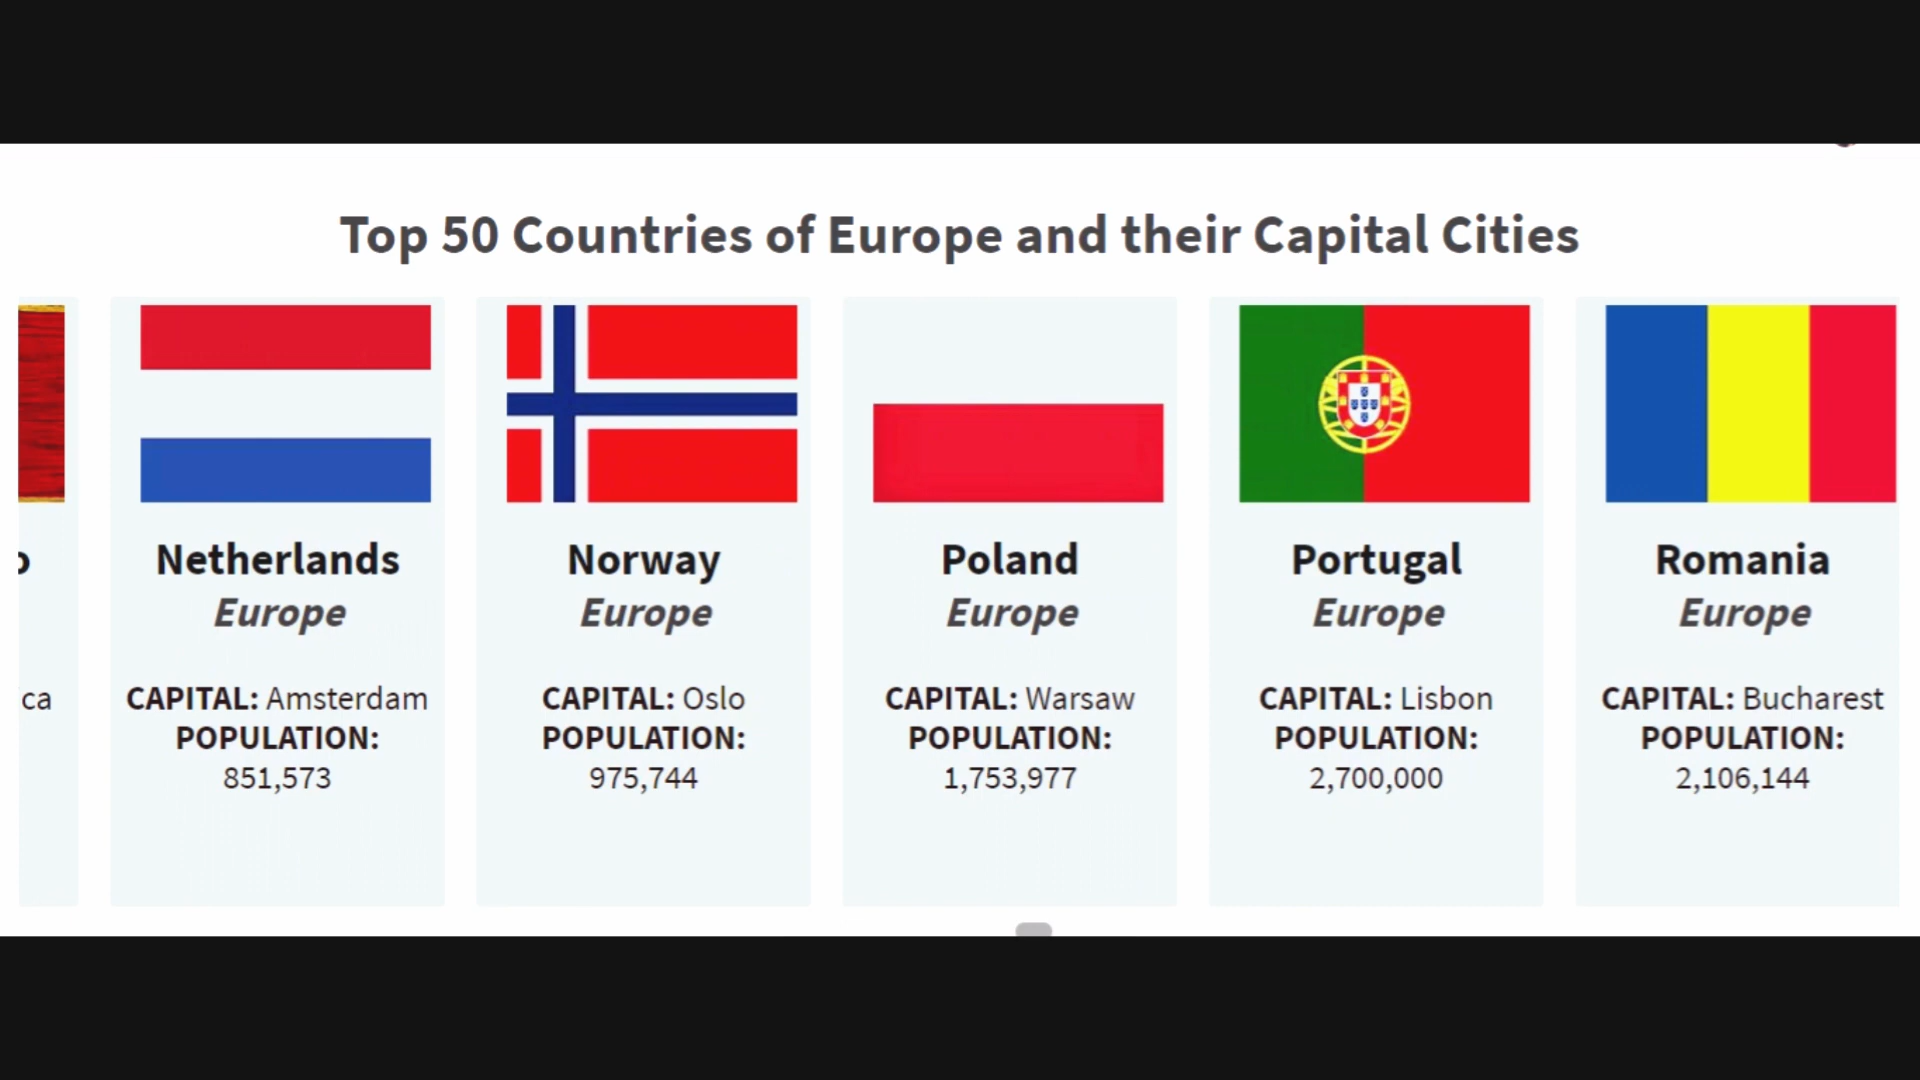 Top 50 Countries of Europe and their Capital Cities
o
ca
Netherlands
Europe
CAPITAL: Amsterdam
POPULATION:
851,573
Norway
Europe
CAPITAL: Oslo
POPULATION:
975,744
Poland
Europe
CAPITAL: Warsaw
POPULATION:
1,753,977
Portugal
Europe
CAPITAL: Lisbon
POPULATION:
2,700,000
Romania
Europe
CAPITAL: Bucharest
POPULATION:
2,106,144